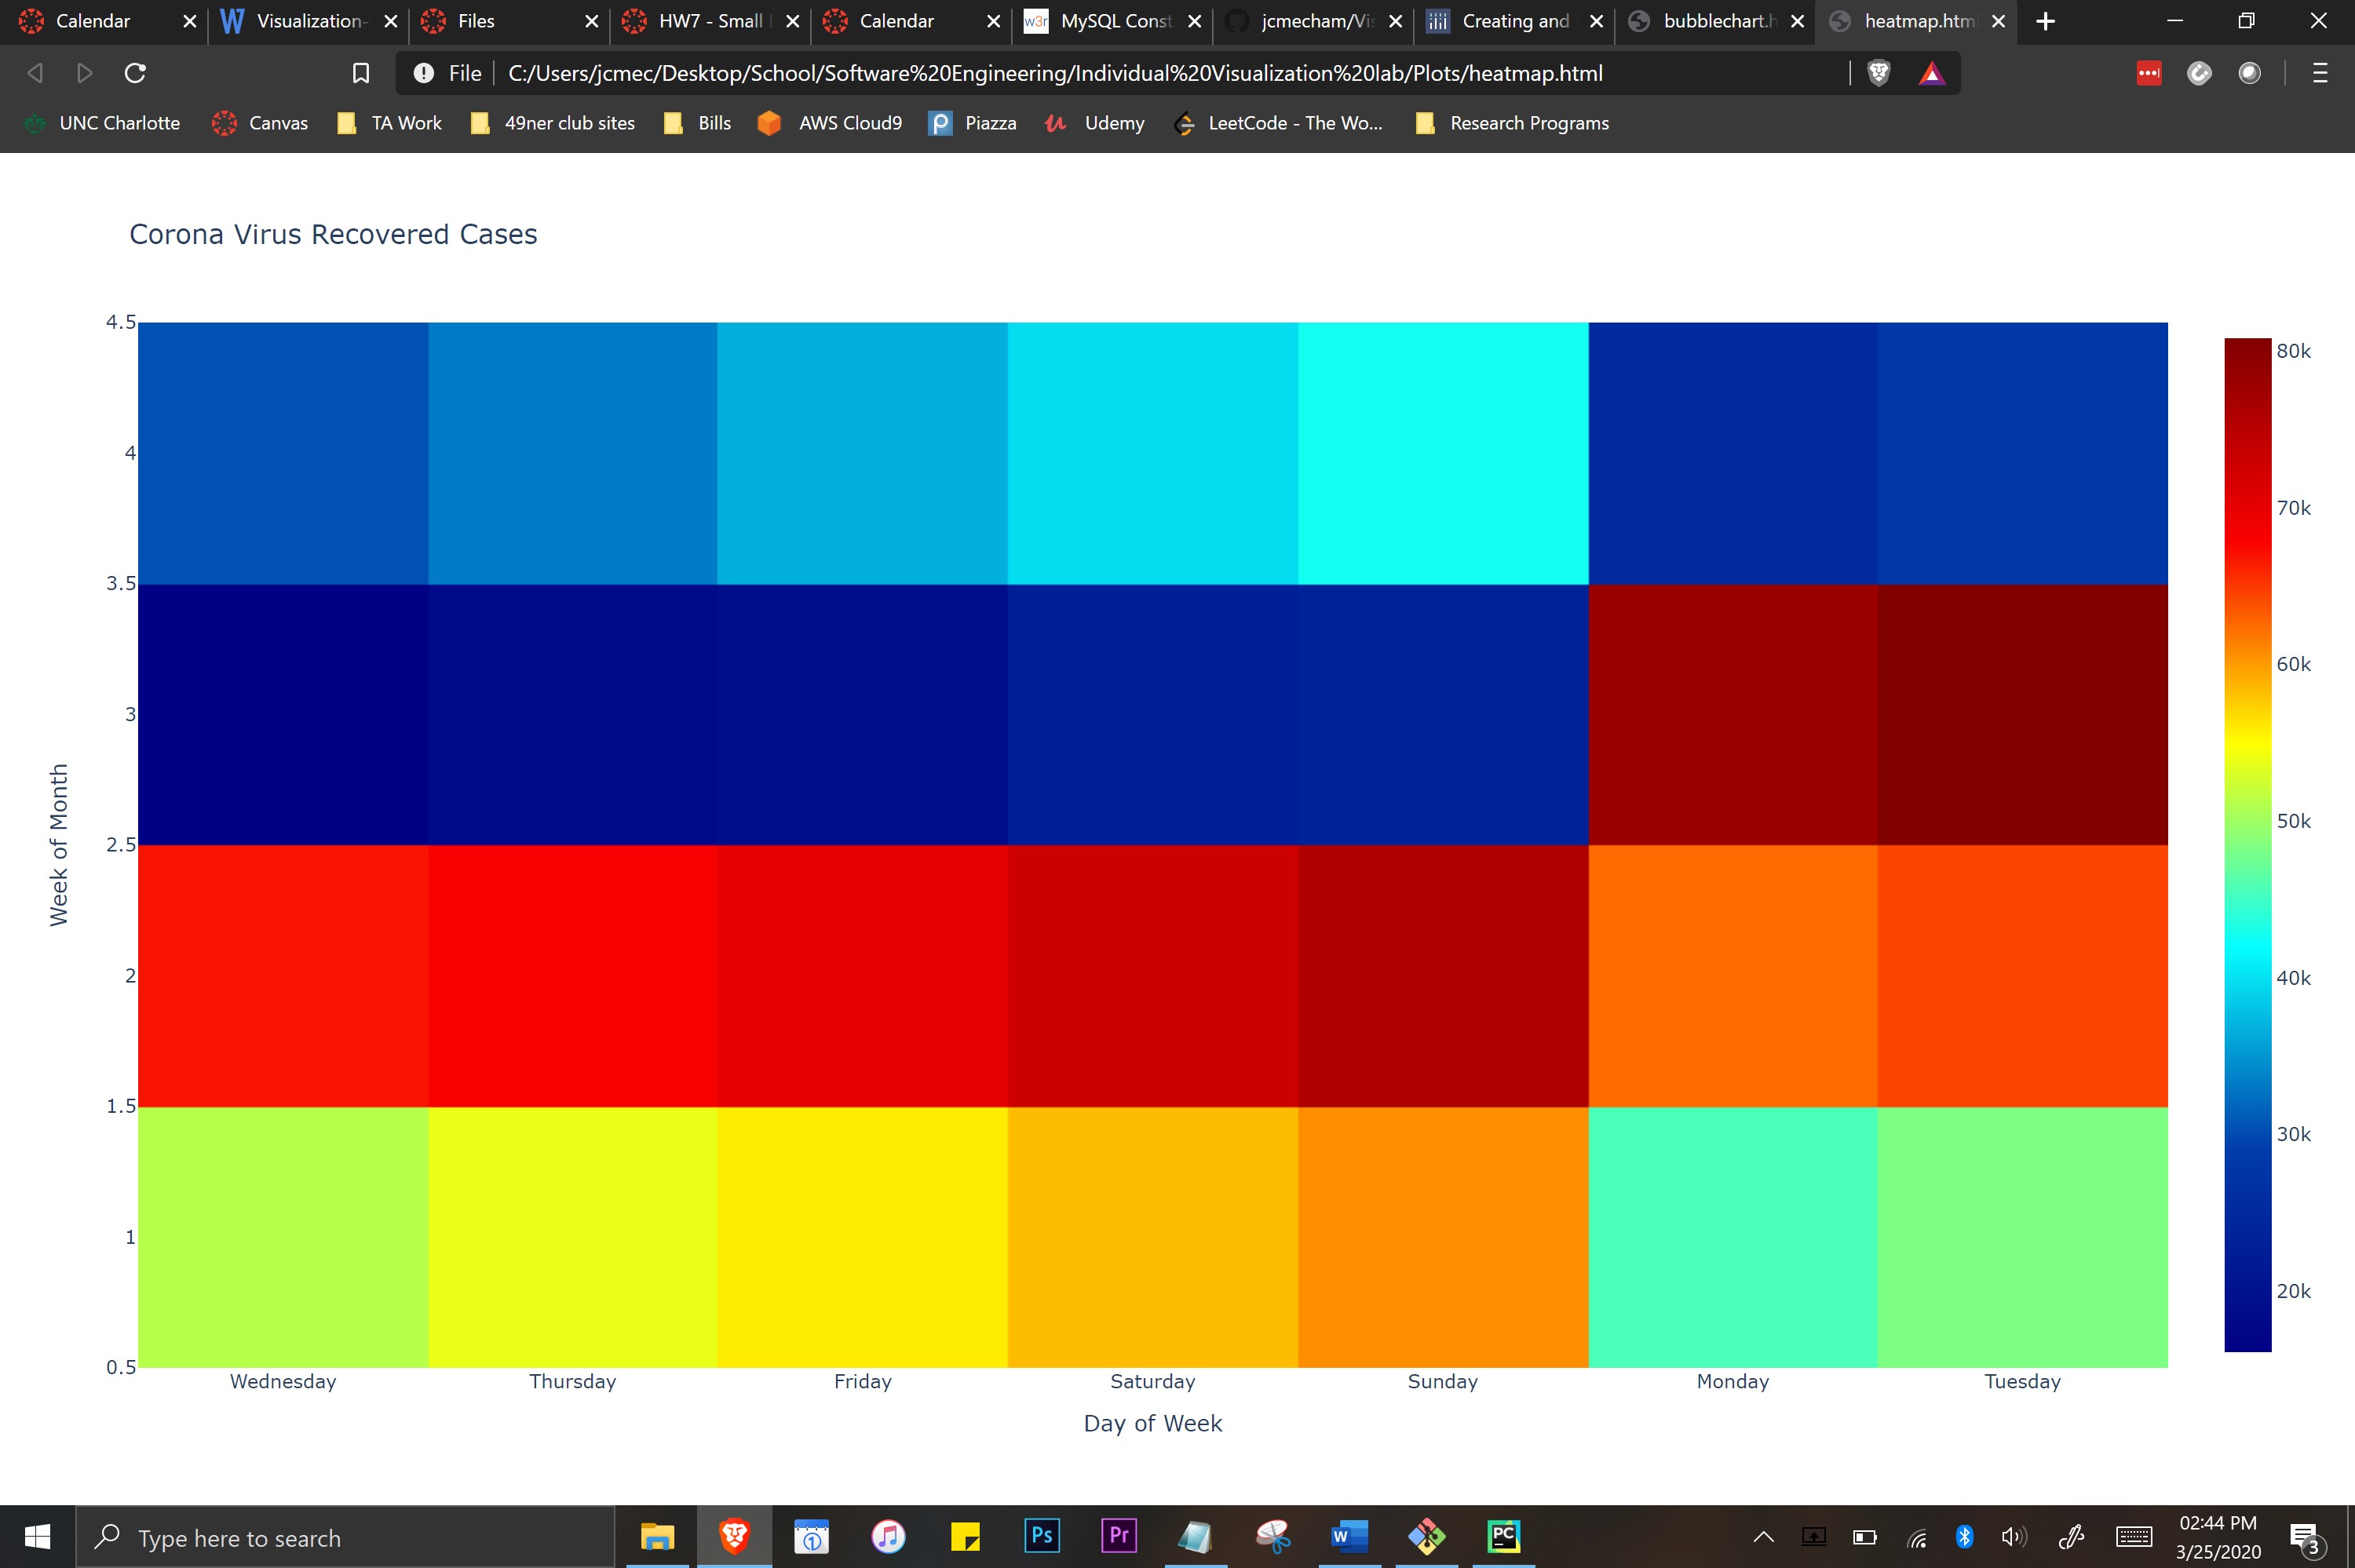 Calendar Visualization- Files HW7 - Small Calendar MySQL Const jcmecham/Vis Creating and bubblechart.h heatmap.htm
File C:/Users/jcmec/Desktop/School/Software%20Engineering/Individual%20Visualization%20lab/Plots/heatmap.html
UNC Charlotte Canvas TA Work 49ner club sites Bills AWS Cloud9 Piazza Udemy LeetCode - The Wo... Research Programs
Corona Virus Recovered Cases
4.5
4
3.5
3
2.5
2
1.5
1
0.5
Week of Month
Wednesday Thursday Friday Saturday Sunday Monday Tuesday
Day of Week
80k
70k
60k
50k
40k
30k
20k
Type here to search
Ps
Pr
W
PC
02:44 PM
3/25/2020
3